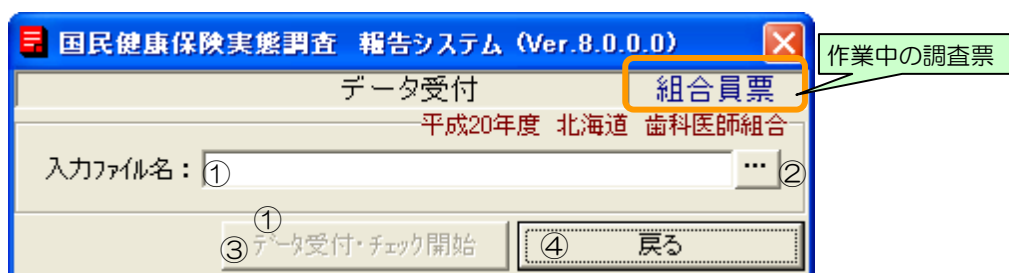 国民健康保険実態調査 報告システム (Ver.8.0.0.0)
作業中の調査票
データ受付 組合員票
平成20年度 北海道 歯科医師組合
入力ファイル名： ① ... ②
①
③ データ受付・チェック開始 ④ 戻る